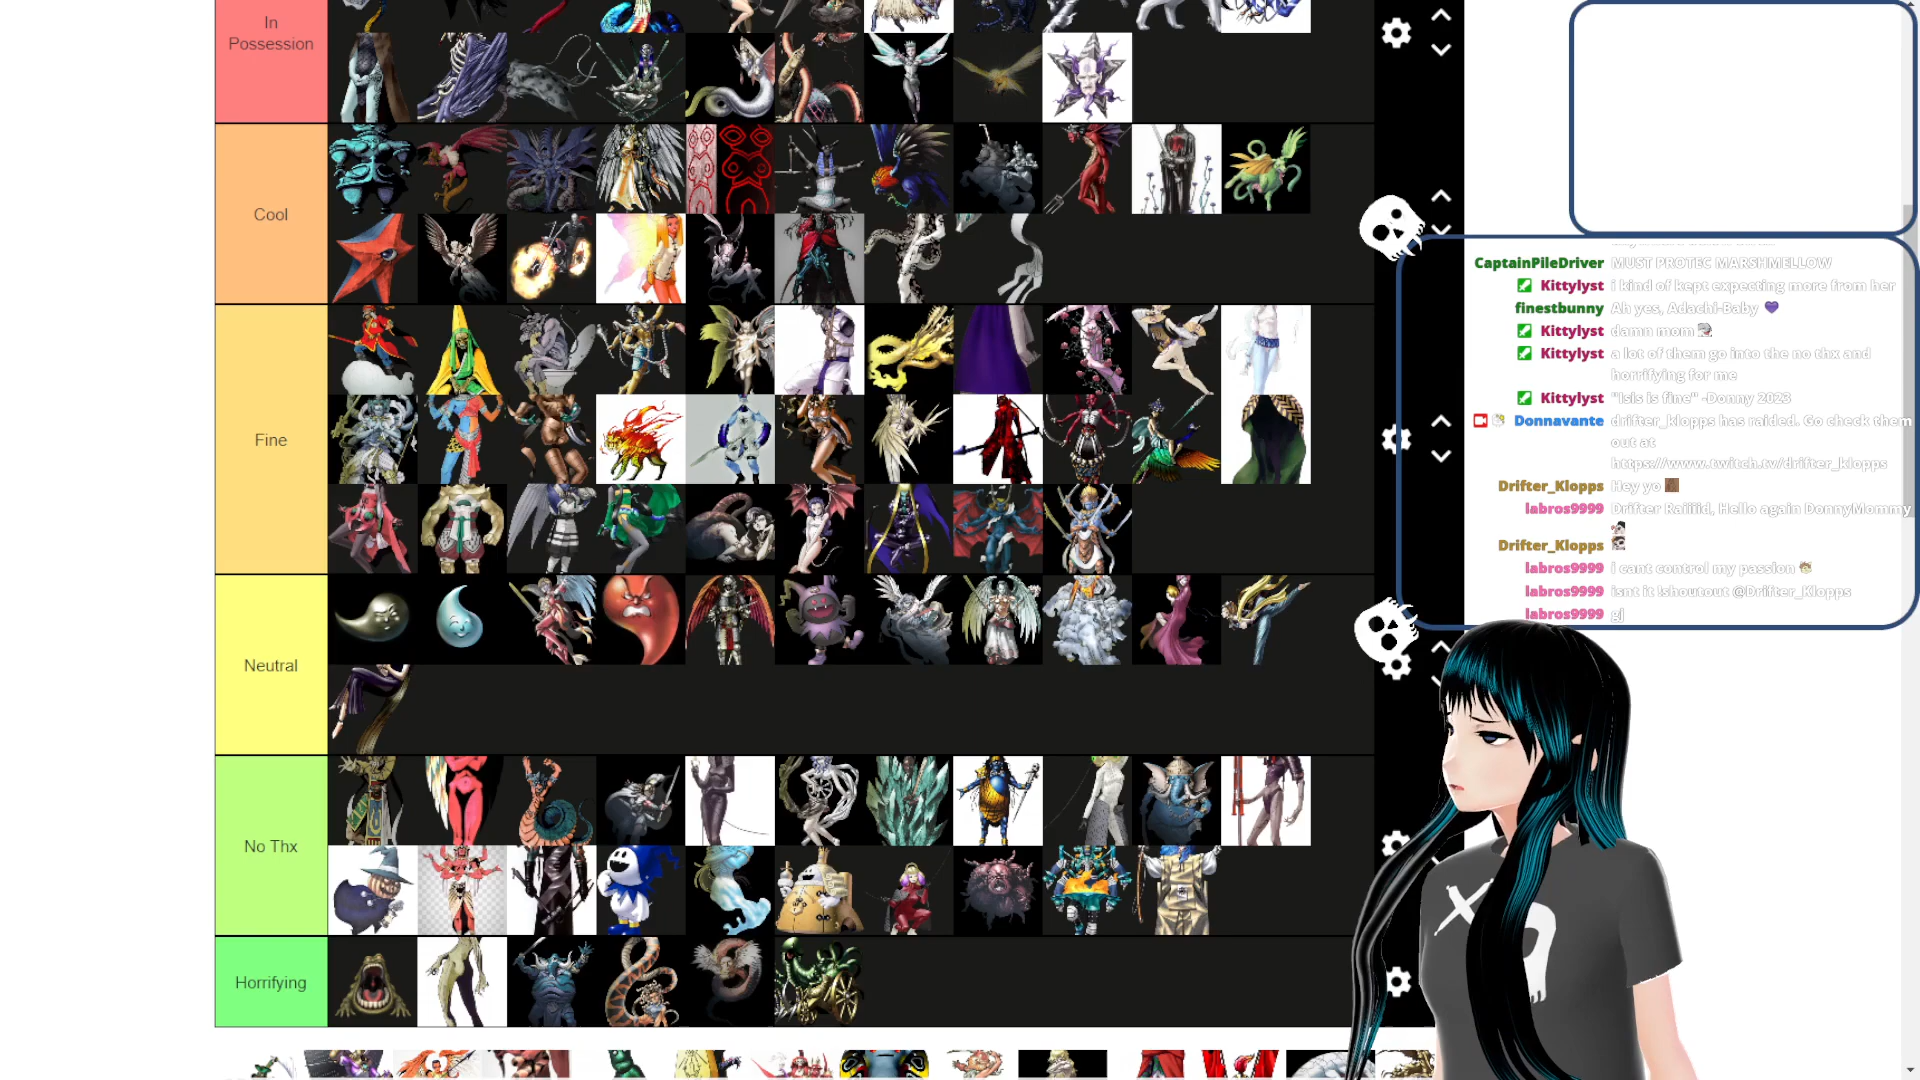 In
Possession
Cool
Fine
Neutral
No Thx
Horrifying
CaptainPileDriver MUST PROTEC MARSHMELLOW
Kittylyst i kind of kept expecting more from her
finestbunny Ah yes, Adachi-Baby 💜
Kittylyst damn mom
Kittylyst a lot of them go into the no thx and
horrifying for me
Kittylyst "Isis is fine" -Donny 2023
Donnavante drifter_klopps has raided. Go check them
out at
https://www.twitch.tv/drifter_klopps
Drifter_Klopps Hey yo
labros9999 Drifter Raiiiid, Hello again DonnyMommy
Drifter_Klopps
labros9999 i cant control my passion
labros9999 isnt it !shoutout @Drifter_Klopps
labros9999 gj